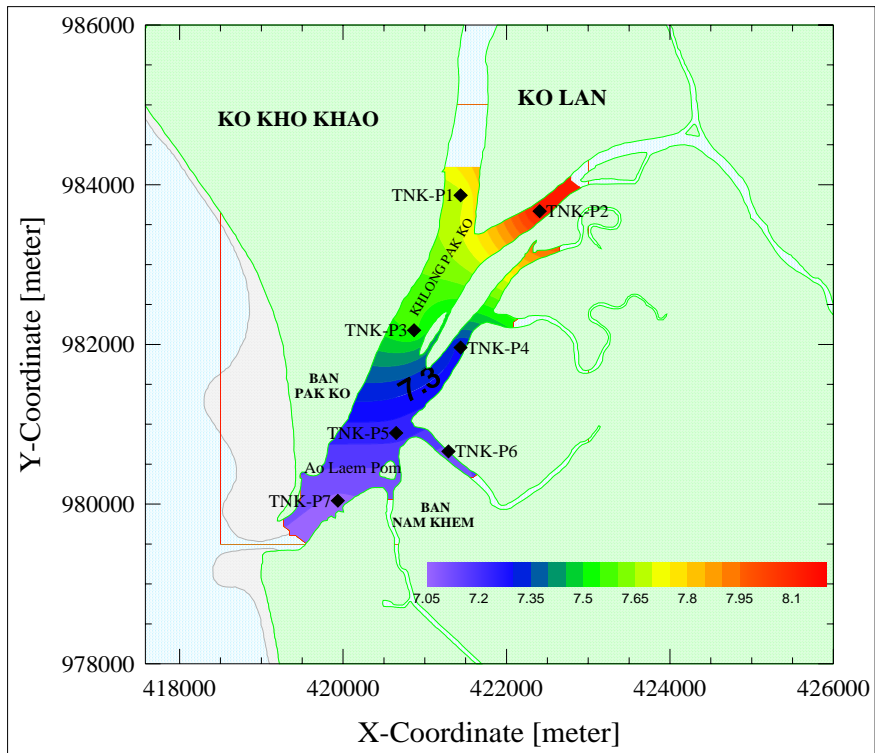 986000
984000
982000
980000
978000
Y-Coordinate [meter]
KO KHO KHAO
KO LAN
TNK-P1
TNK-P2
KHLONG PAK KO
TNK-P3
TNK-P4
7.3
BAN
PAK KO
TNK-P5
TNK-P6
Ao Laem Pom
TNK-P7
BAN
NAM KHEM
7.05 7.2 7.35 7.5 7.65 7.8 7.95 8.1
418000 420000 422000 424000 426000
X-Coordinate [meter]